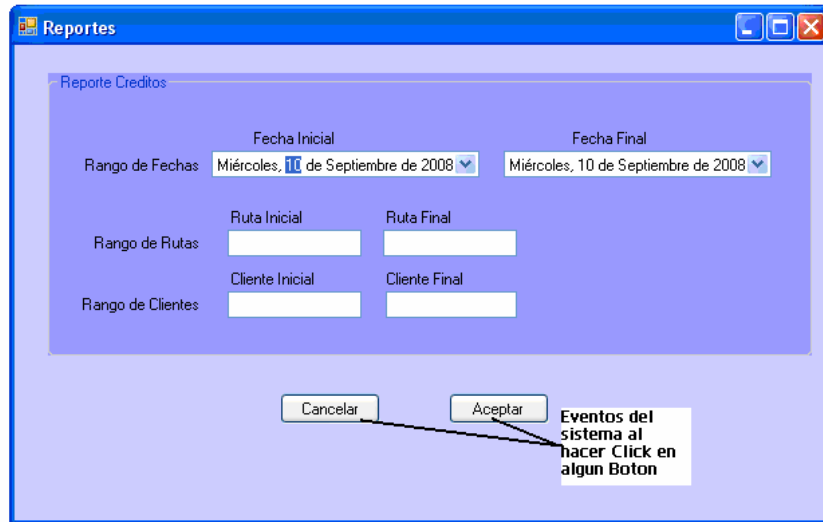 Reportes
Reporte Creditos
Fecha Inicial Fecha Final
Rango de Fechas Miércoles, 10 de Septiembre de 2008 Miércoles, 10 de Septiembre de 2008
Ruta Inicial Ruta Final
Rango de Rutas
Cliente Inicial Cliente Final
Rango de Clientes
Cancelar Aceptar
Eventos del
sistema al
hacer Click en
algun Boton